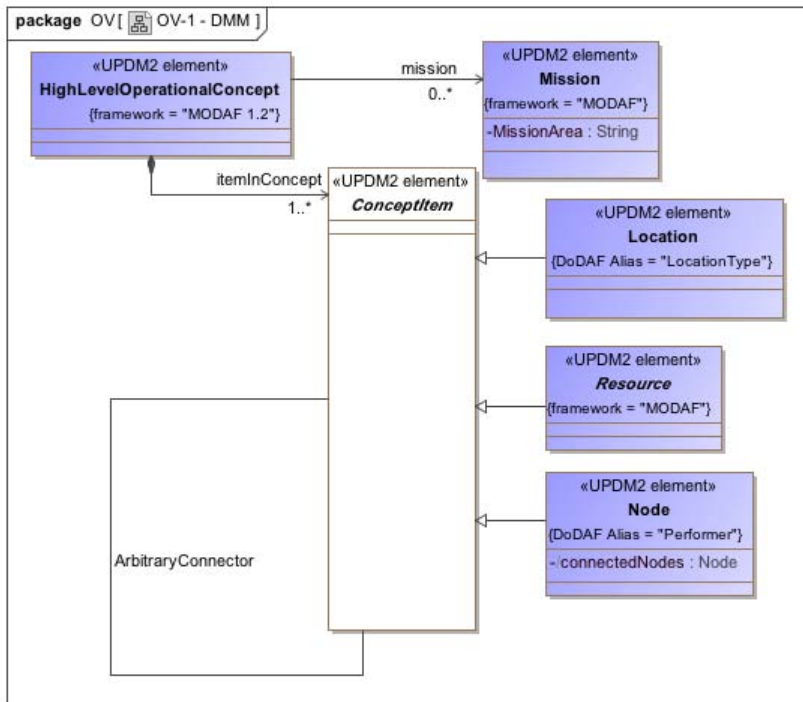 package OV [ OV-1 - DMM ]
«UPDM2 element»
HighLevelOperationalConcept
{framework = "MODAF 1.2"}
mission
0..*
«UPDM2 element»
Mission
{framework = "MODAF"}
-MissionArea : String
itemInConcept
1..*
«UPDM2 element»
ConceptItem
«UPDM2 element»
Location
{DoDAF Alias = "LocationType"}
«UPDM2 element»
Resource
{framework = "MODAF"}
«UPDM2 element»
Node
{DoDAF Alias = "Performer"}
-/connectedNodes : Node
ArbitraryConnector